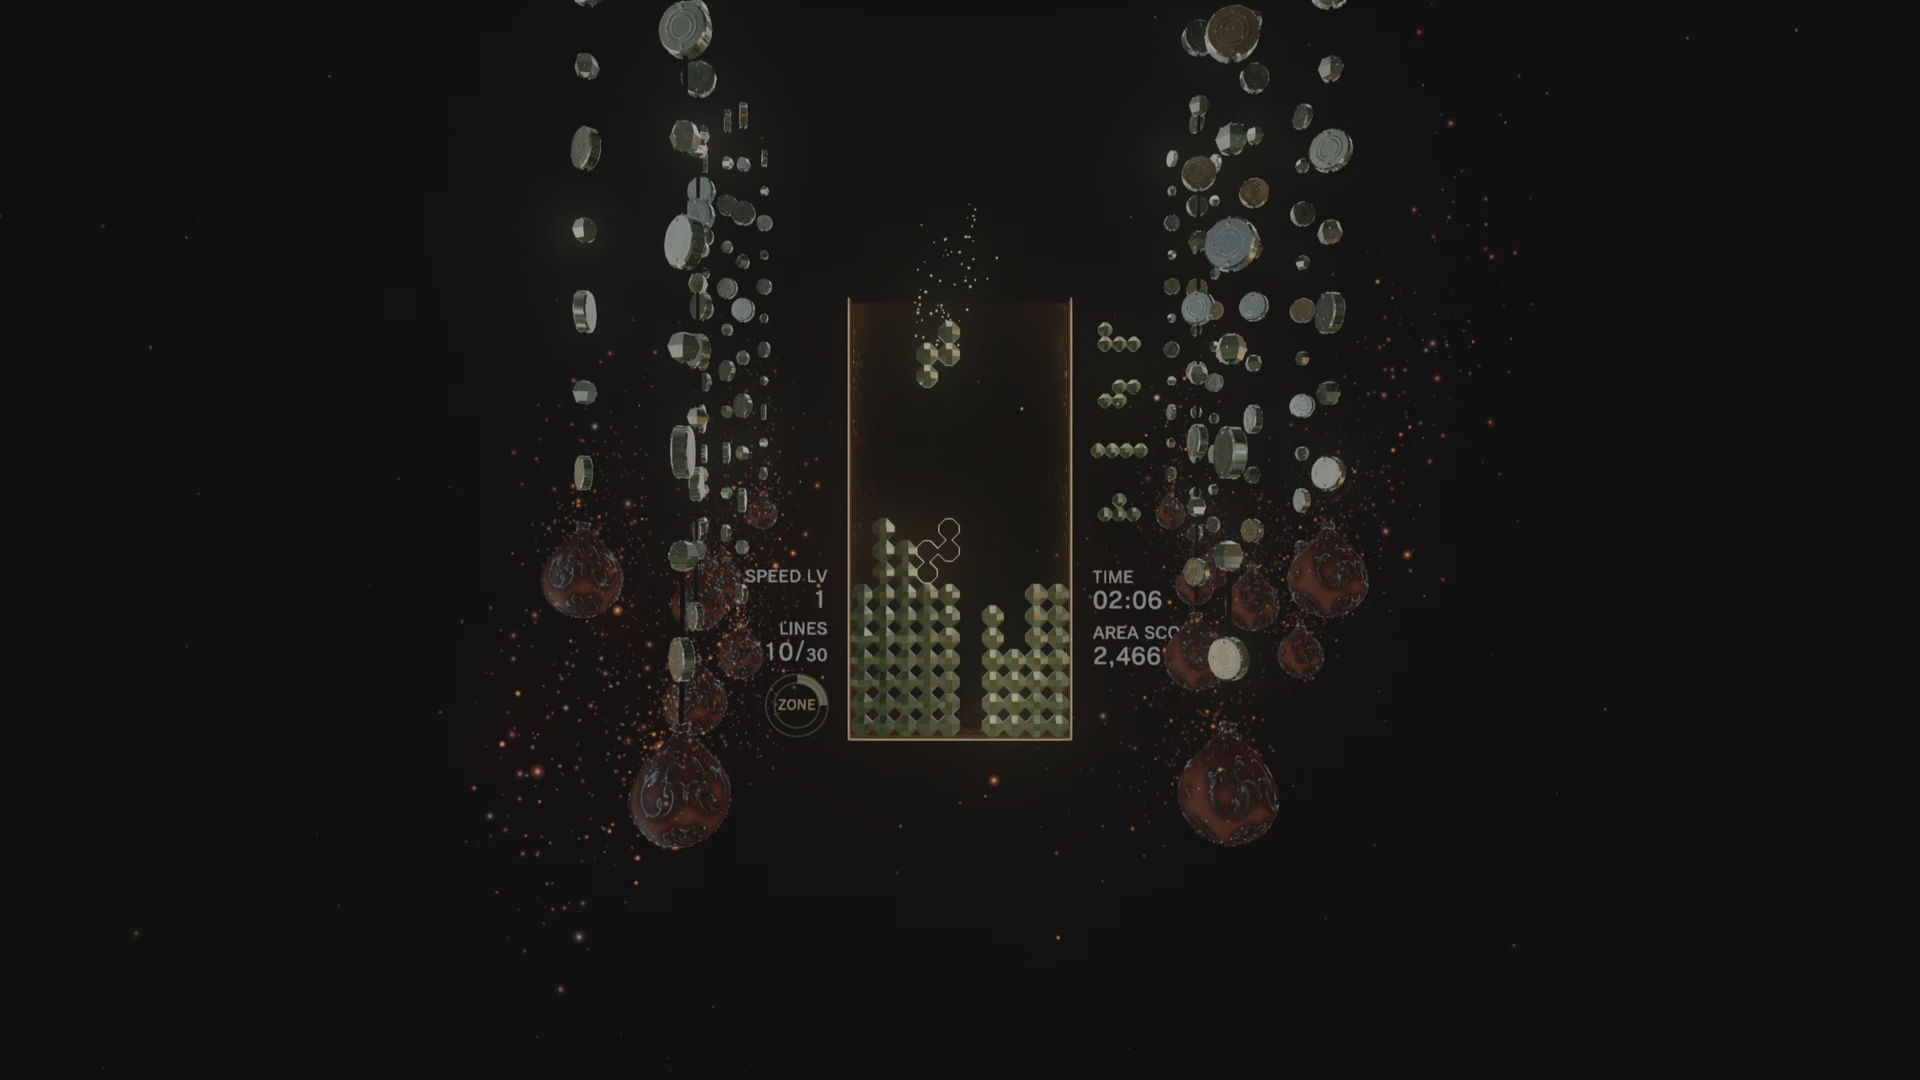 SPEED LV
1
LINES
10/30
ZONE
TIME
02:06
AREA SCO
2,466